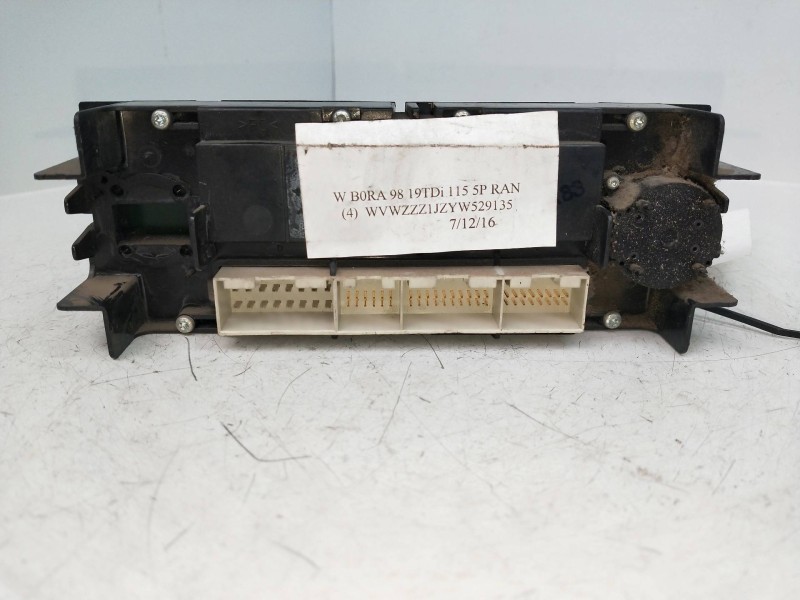 W B0RA 98 19TDi 115 5P RAN
(4) WVWZZZ1JZYW529135
7/12/16